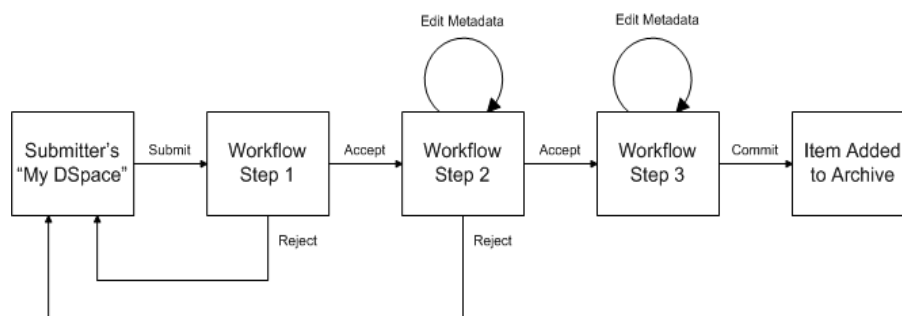 Edit Metadata
Edit Metadata
Submitter's
“My DSpace”
Submit
Workflow
Step 1
Accept
Workflow
Step 2
Accept
Workflow
Step 3
Commit
Item Added
to Archive
Reject
Reject